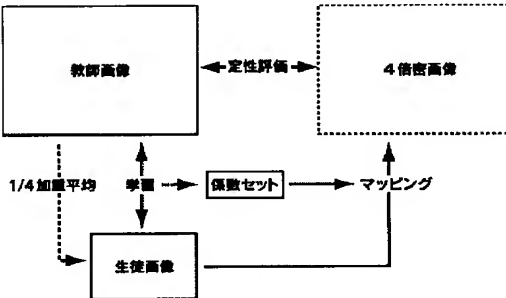 教師画像
定性評価
4倍密画像
1/4加重平均
学習
係数セット
マッピング
生徒画像